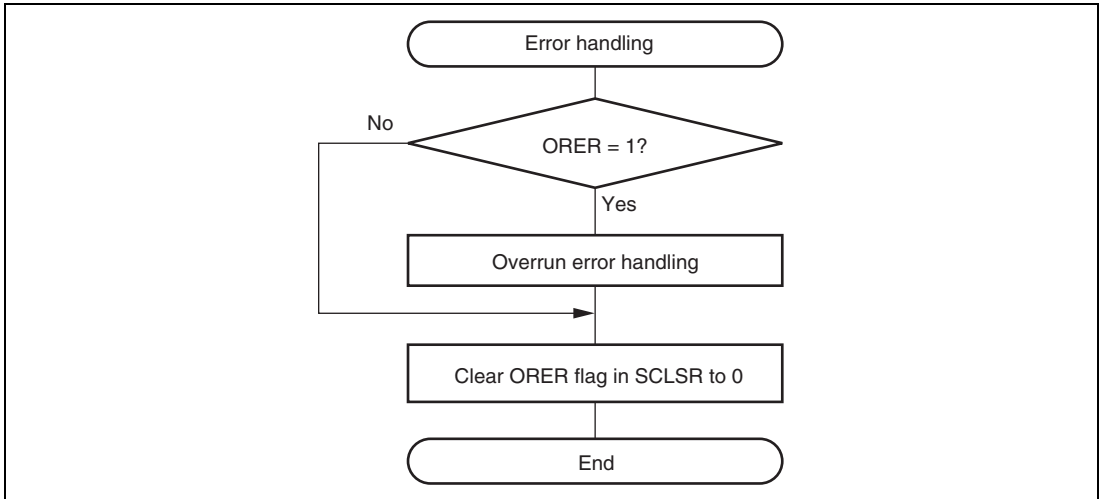 Error handling
No
ORER = 1?
Yes
Overrun error handling
Clear ORER flag in SCLSR to 0
End